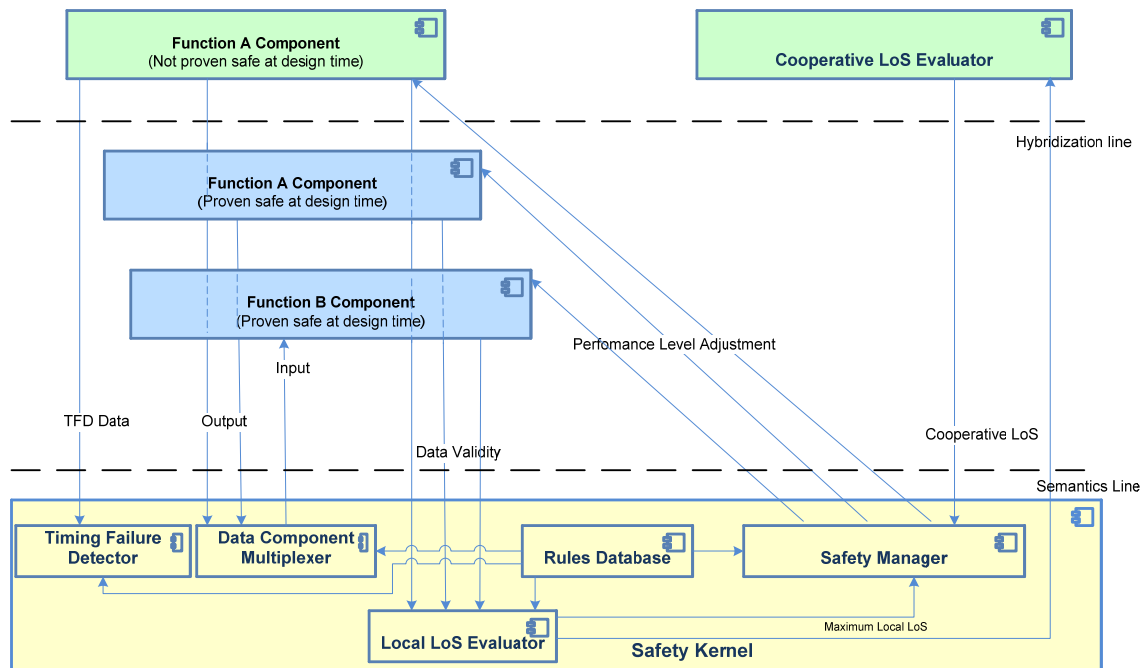 Function A Component
(Not proven safe at design time)
Cooperative LoS Evaluator
Hybridization line
Function A Component
(Proven safe at design time)
Function B Component
(Proven safe at design time)
Perfomance Level Adjustment
Input
TFD Data
Output
Cooperative LoS
Data Validity
Semantics Line
Timing Failure
Detector
Data Component
Multiplexer
Rules Database
Safety Manager
Maximum Local LoS
Local LoS Evaluator
Safety Kernel